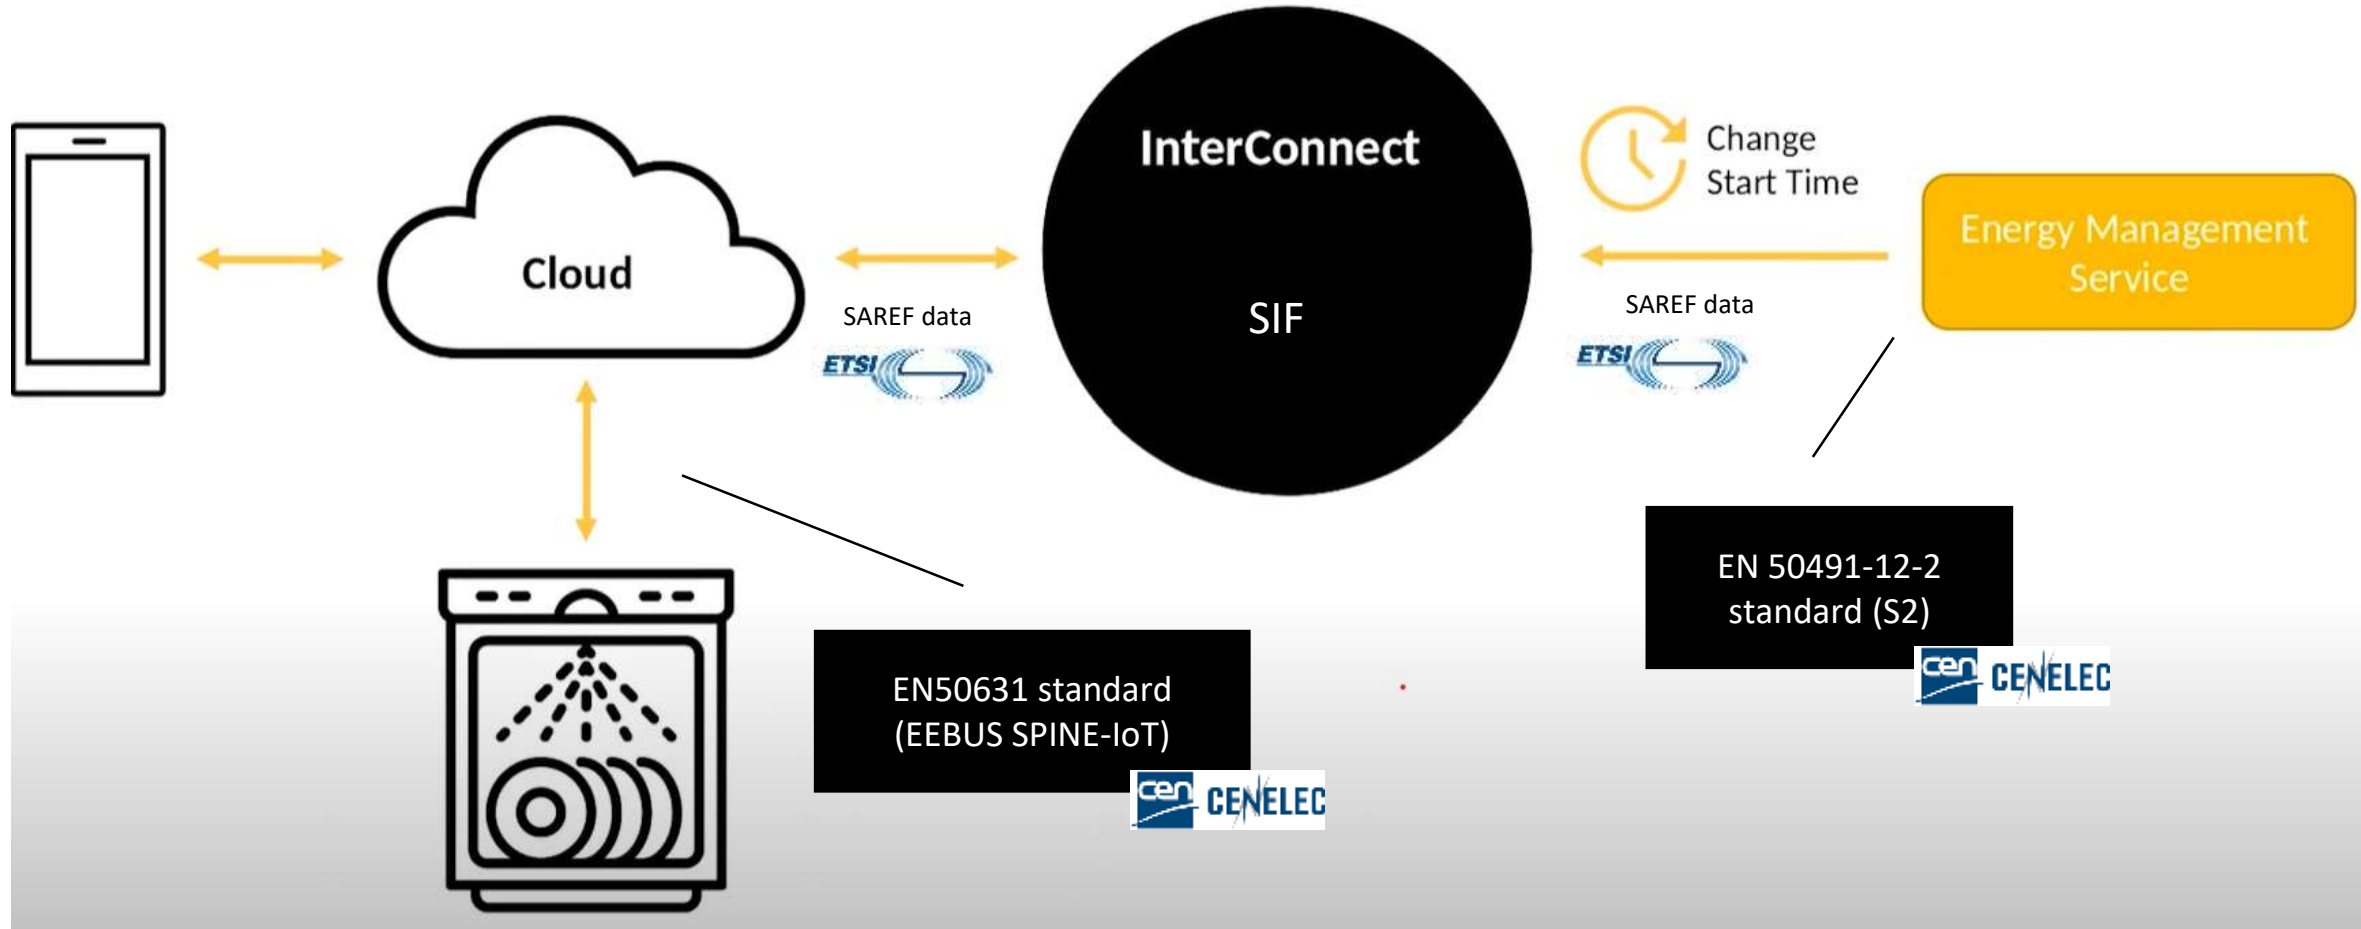 InterConnect
SIF
Change
Start Time
Energy Management
Service
Cloud
SAREF data
ETSI
SAREF data
ETSI
EN 50491-12-2
standard (S2)
cen CENELEC
EN50631 standard
(EEBUS SPINE-IoT)
cen CENELEC